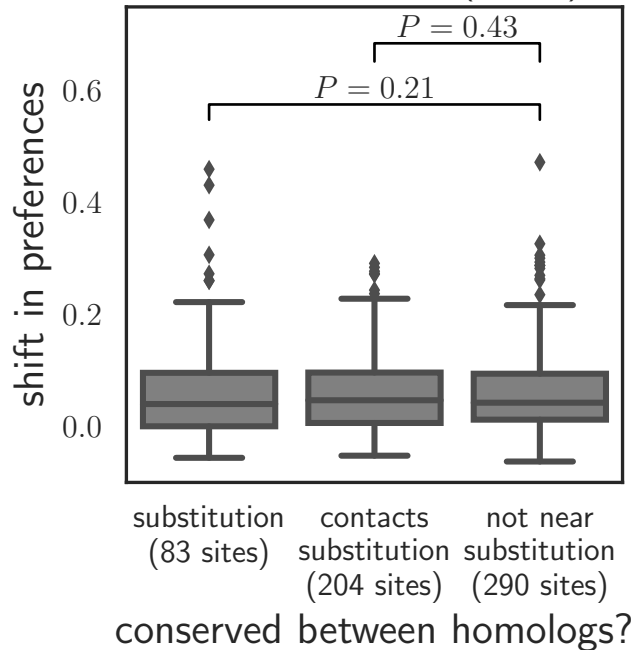 P = 0.43
P = 0.21
0.6
0.4
0.2
0.0
shift in preferences
substitution
(83 sites)
contacts
substitution
(204 sites)
not near
substitution
(290 sites)
conserved between homologs?